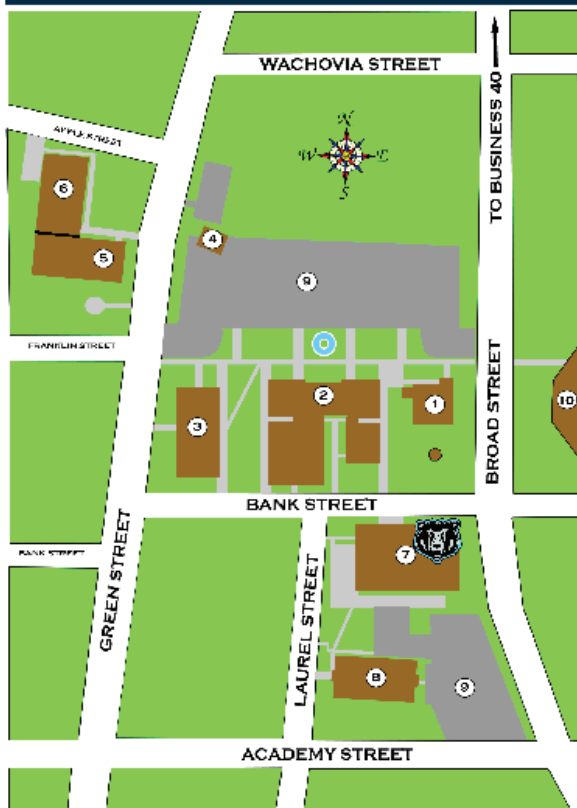 WACHOVIA STREET
TO BUSINESS 40
APPLE STREET
N
W E
S
6
4
5
9
FRANKLIN STREET
2
1
3
10
BROAD STREET
BANK STREET
7
BANK STREET
GREEN STREET
LAUREL STREET
8
9
ACADEMY STREET